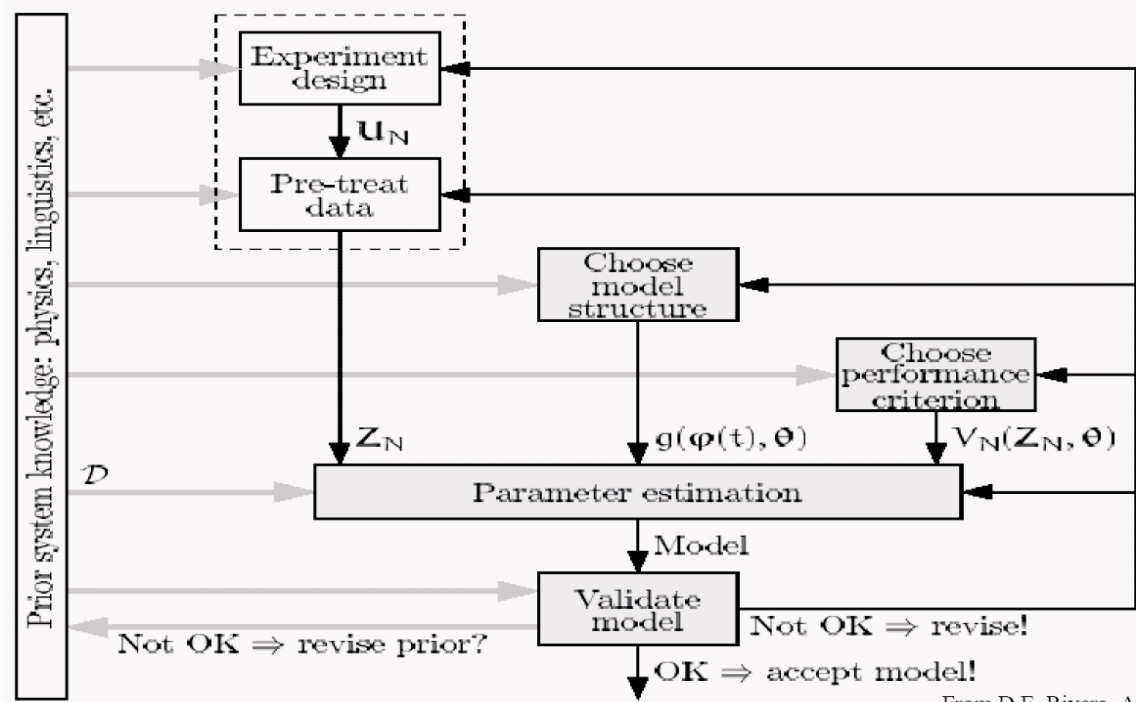 Prior system knowledge: physics, linguistics, etc.
Experiment
design
u_N
Pre-treat
data
Choose
model
structure
Choose
performance
criterion
Z_N
g(φ(t), θ)
V_N(Z_N, θ)
𝒟
Parameter estimation
Model
Validate
model
Not OK ⇒ revise!
Not OK ⇒ revise prior?
OK ⇒ accept model!
From D.E. Rivera, A